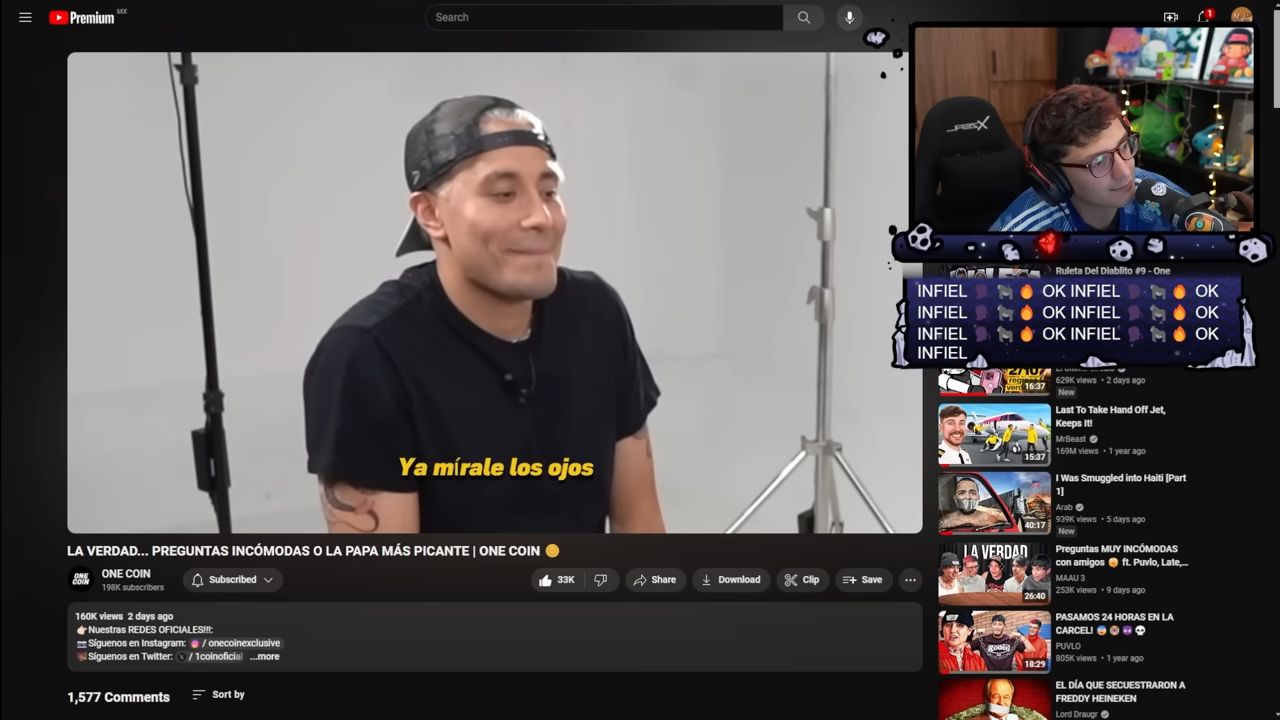 Premium MX
Search
1
Ya mírale los ojos
Ruleta Del Diablito #9 - One
INFIEL 🗣 🦍 🔥 OK INFIEL 🗣 🦍 🔥 OK
INFIEL 🗣 🦍 🔥 OK INFIEL 🗣 🦍 🔥 OK
INFIEL 🗣 🦍 🔥 OK INFIEL 🗣 🦍 🔥 OK
INFIEL
629K views • 2 days ago
New
16:37
Last To Take Hand Off Jet,
Keeps It!
MrBeast
169M views • 1 year ago
15:37
I Was Smuggled into Haiti [Part
1]
Arab
939K views • 5 days ago
New
40:17
LA VERDAD
Preguntas MUY INCÓMODAS
con amigos 😳 ft. Puvlo, Late,...
MAAU 3
253K views • 9 days ago
26:40
PASAMOS 24 HORAS EN LA
CARCEL!
PUVLO
805K views • 1 year ago
18:29
EL DÍA QUE SECUESTRARON A
FREDDY HEINEKEN
Lord Draugr
LA VERDAD... PREGUNTAS INCÓMODAS O LA PAPA MÁS PICANTE | ONE COIN 🪙
ONE COIN
ONE COIN
198K subscribers
Subscribed
33K
Share
Download
Clip
Save
160K views 2 days ago
👉🏻Nuestras REDES OFICIALES!!!:
📷Síguenos en Instagram: / onecoinexclusive
Síguenos en Twitter: / 1coinoficial ...more
1,577 Comments
Sort by